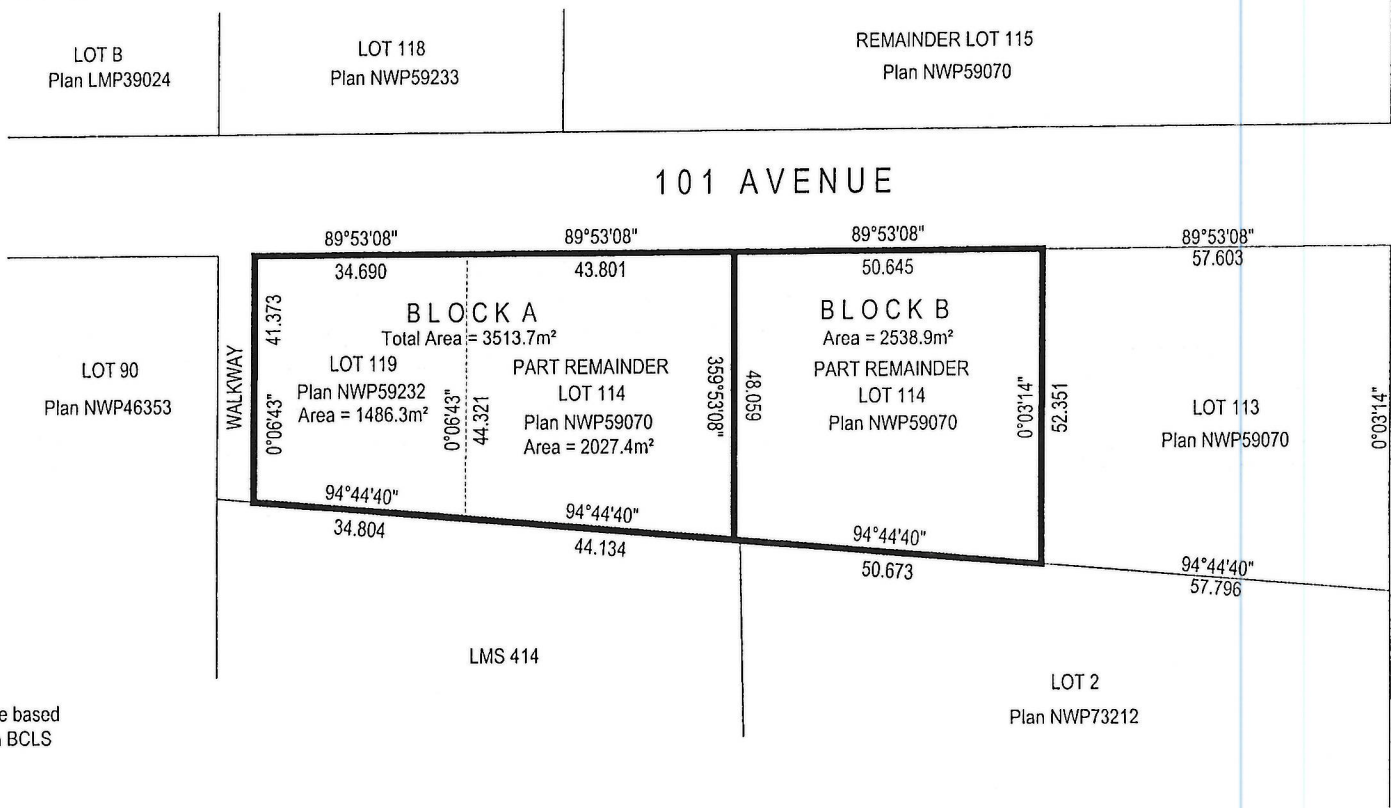 LOT B
Plan LMP39024
LOT 118
Plan NWP59233
REMAINDER LOT 115
Plan NWP59070
101 AVENUE
89°53'08"
34.690
89°53'08"
43.801
89°53'08"
50.645
89°53'08"
57.603
LOT 90
Plan NWP46353
WALKWAY
41.373
0°06'43"
BLOCK A
Total Area = 3513.7m²
LOT 119
Plan NWP59232
Area = 1486.3m²
0°06'43"
44.321
PART REMAINDER
LOT 114
Plan NWP59070
Area = 2027.4m²
359°53'08"
48.059
BLOCK B
Area = 2538.9m²
PART REMAINDER
LOT 114
Plan NWP59070
0°03'14"
52.351
LOT 113
Plan NWP59070
0°03'14"
94°44'40"
34.804
94°44'40"
44.134
94°44'40"
50.673
94°44'40"
57.796
LMS 414
LOT 2
Plan NWP73212
e based
BCLS